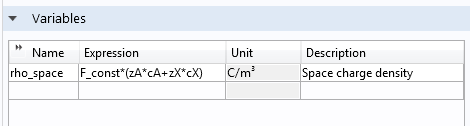 Variables
Name Expression Unit Description
rho_space F_const*(zA*cA+zX*cX) C/m³ Space charge density